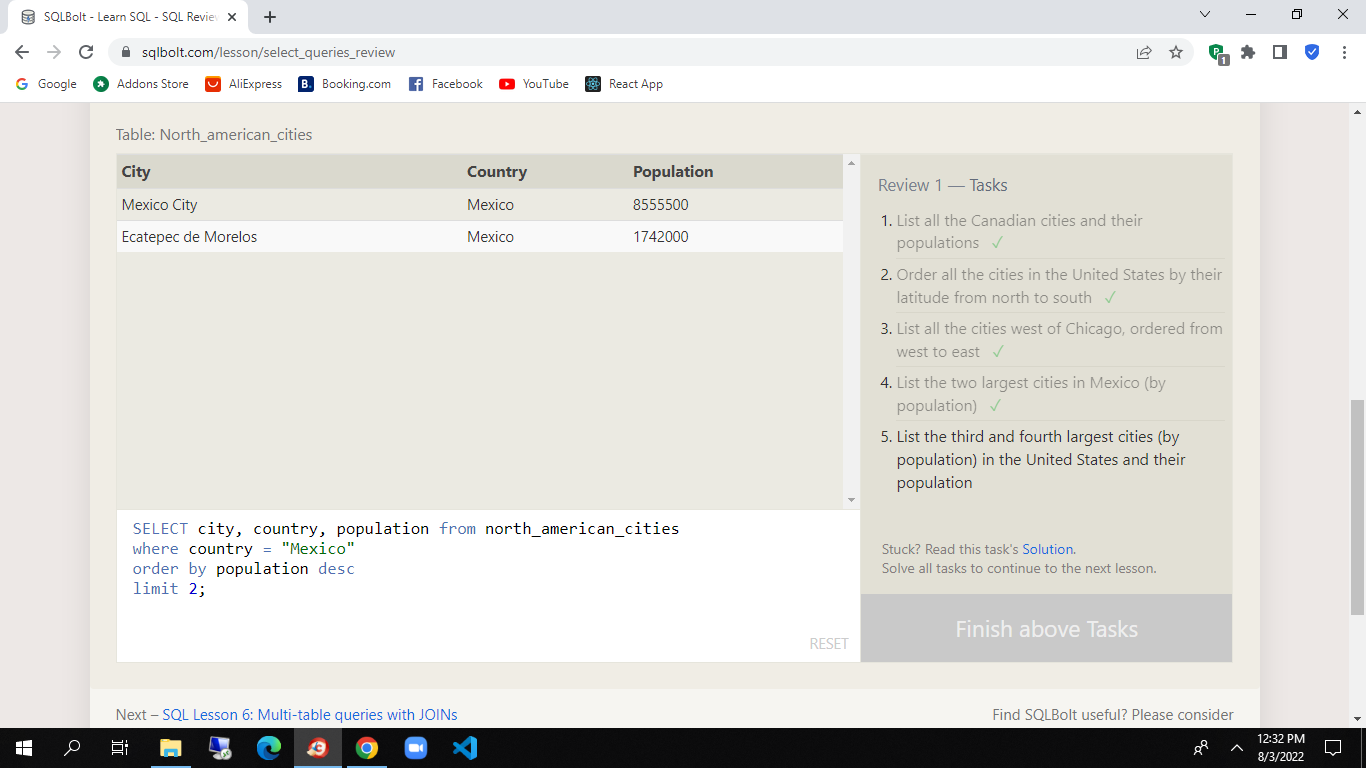 SQLBolt - Learn SQL - SQL Review
sqlbolt.com/lesson/select_queries_review
1
Google
Addons Store
AliExpress
B.
Booking.com
Facebook
YouTube
React App
Table: North_american_cities
City Country Population
Mexico City Mexico 8555500
Ecatepec de Morelos Mexico 1742000
SELECT city, country, population from north_american_cities
where country = "Mexico"
order by population desc
limit 2;
RESET
Review 1 — Tasks
1. List all the Canadian cities and their
populations ✓
2. Order all the cities in the United States by their
latitude from north to south ✓
3. List all the cities west of Chicago, ordered from
west to east ✓
4. List the two largest cities in Mexico (by
population) ✓
5. List the third and fourth largest cities (by
population) in the United States and their
population
Stuck? Read this task's Solution.
Solve all tasks to continue to the next lesson.
Finish above Tasks
Next – SQL Lesson 6: Multi-table queries with JOINs
Find SQLBolt useful? Please consider
12:32 PM
8/3/2022